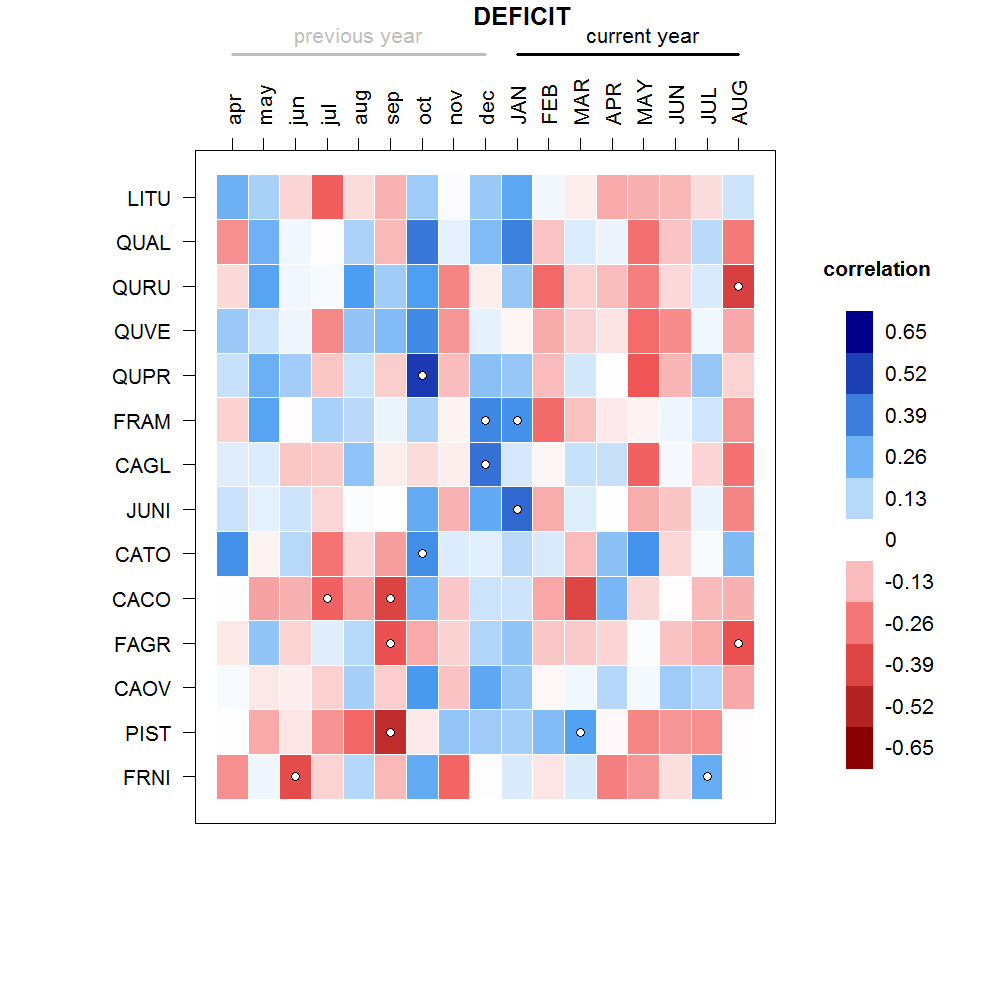 DEFICIT
previous year current year
apr may jun jul aug sep oct nov dec JAN FEB MAR APR MAY JUN JUL AUG
LITU
QUAL
QURU
QUVE
QUPR
FRAM
CAGL
JUNI
CATO
CACO
FAGR
CAOV
PIST
FRNI
correlation
0.65
0.52
0.39
0.26
0.13
0
-0.13
-0.26
-0.39
-0.52
-0.65